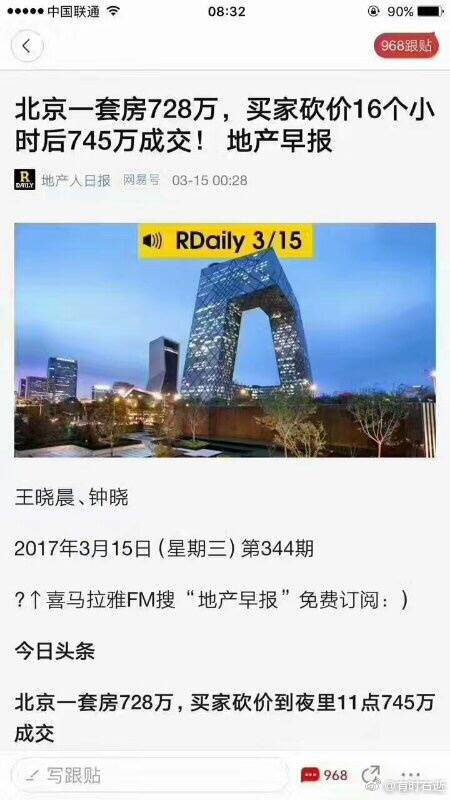 中国联通 08:32 90%
968跟贴
北京一套房728万，买家砍价16个小
时后745万成交！ 地产早报
R DAILY 地产人日报 网易号 03-15 00:28
RDaily 3/15
王晓晨、钟晓
2017年3月15日（星期三）第344期
?↑喜马拉雅FM搜“地产早报”免费订阅：)
今日头条
北京一套房728万，买家砍价到夜里11点745万
成交
写跟贴 968